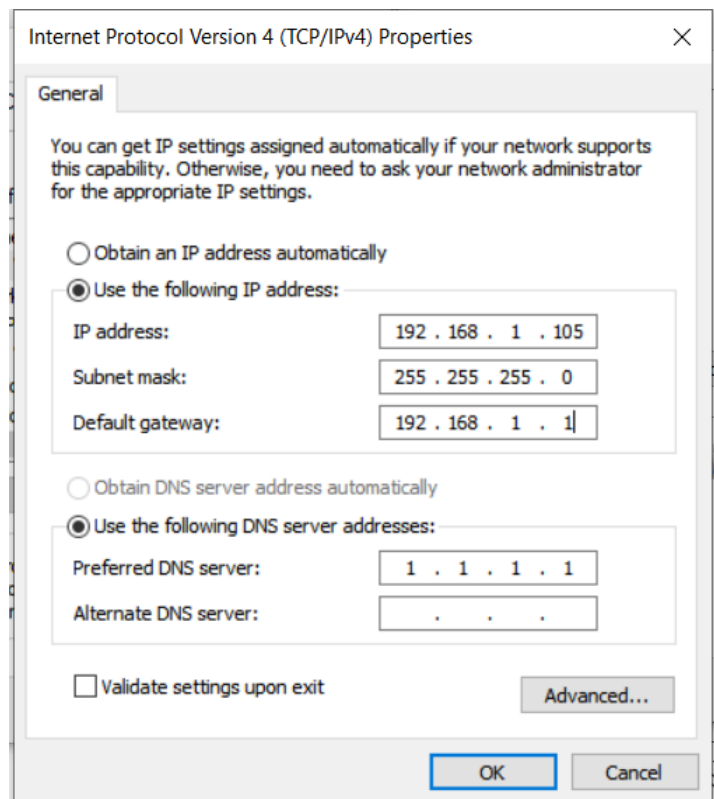 Internet Protocol Version 4 (TCP/IPv4) Properties
General
You can get IP settings assigned automatically if your network supports
this capability. Otherwise, you need to ask your network administrator
for the appropriate IP settings.
Obtain an IP address automatically
Use the following IP address:
IP address: 192 . 168 . 1 . 105
Subnet mask: 255 . 255 . 255 . 0
Default gateway: 192 . 168 . 1 . 1
Obtain DNS server address automatically
Use the following DNS server addresses:
Preferred DNS server: 1 . 1 . 1 . 1
Alternate DNS server: . . .
Validate settings upon exit
Advanced...
OK Cancel